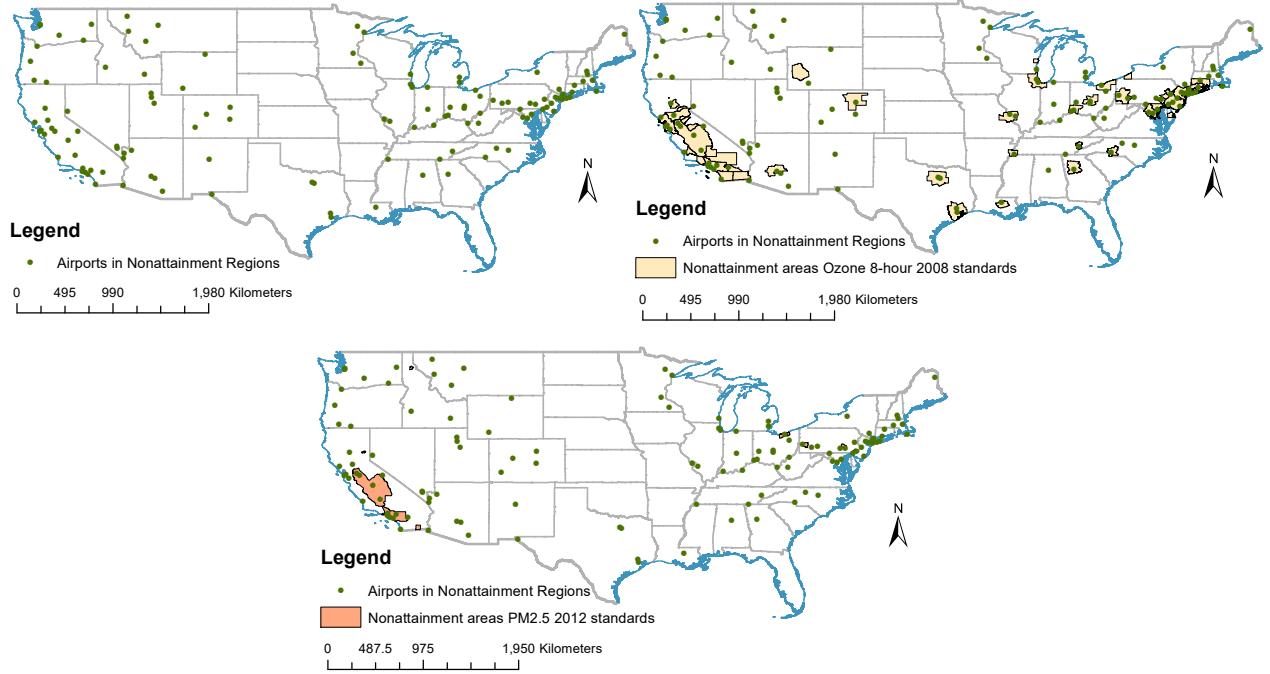 N
Legend
Airports in Nonattainment Regions
0 495 990 1,980 Kilometers
N
Legend
Airports in Nonattainment Regions
Nonattainment areas Ozone 8-hour 2008 standards
0 495 990 1,980 Kilometers
N
Legend
Airports in Nonattainment Regions
Nonattainment areas PM2.5 2012 standards
0 487.5 975 1,950 Kilometers